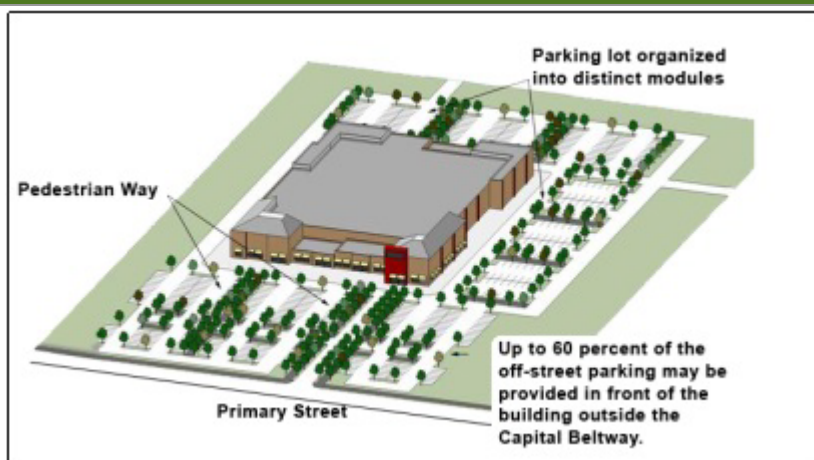 Parking lot organized
into distinct modules
Pedestrian Way
Up to 60 percent of the
off-street parking may be
provided in front of the
building outside the
Capital Beltway.
Primary Street